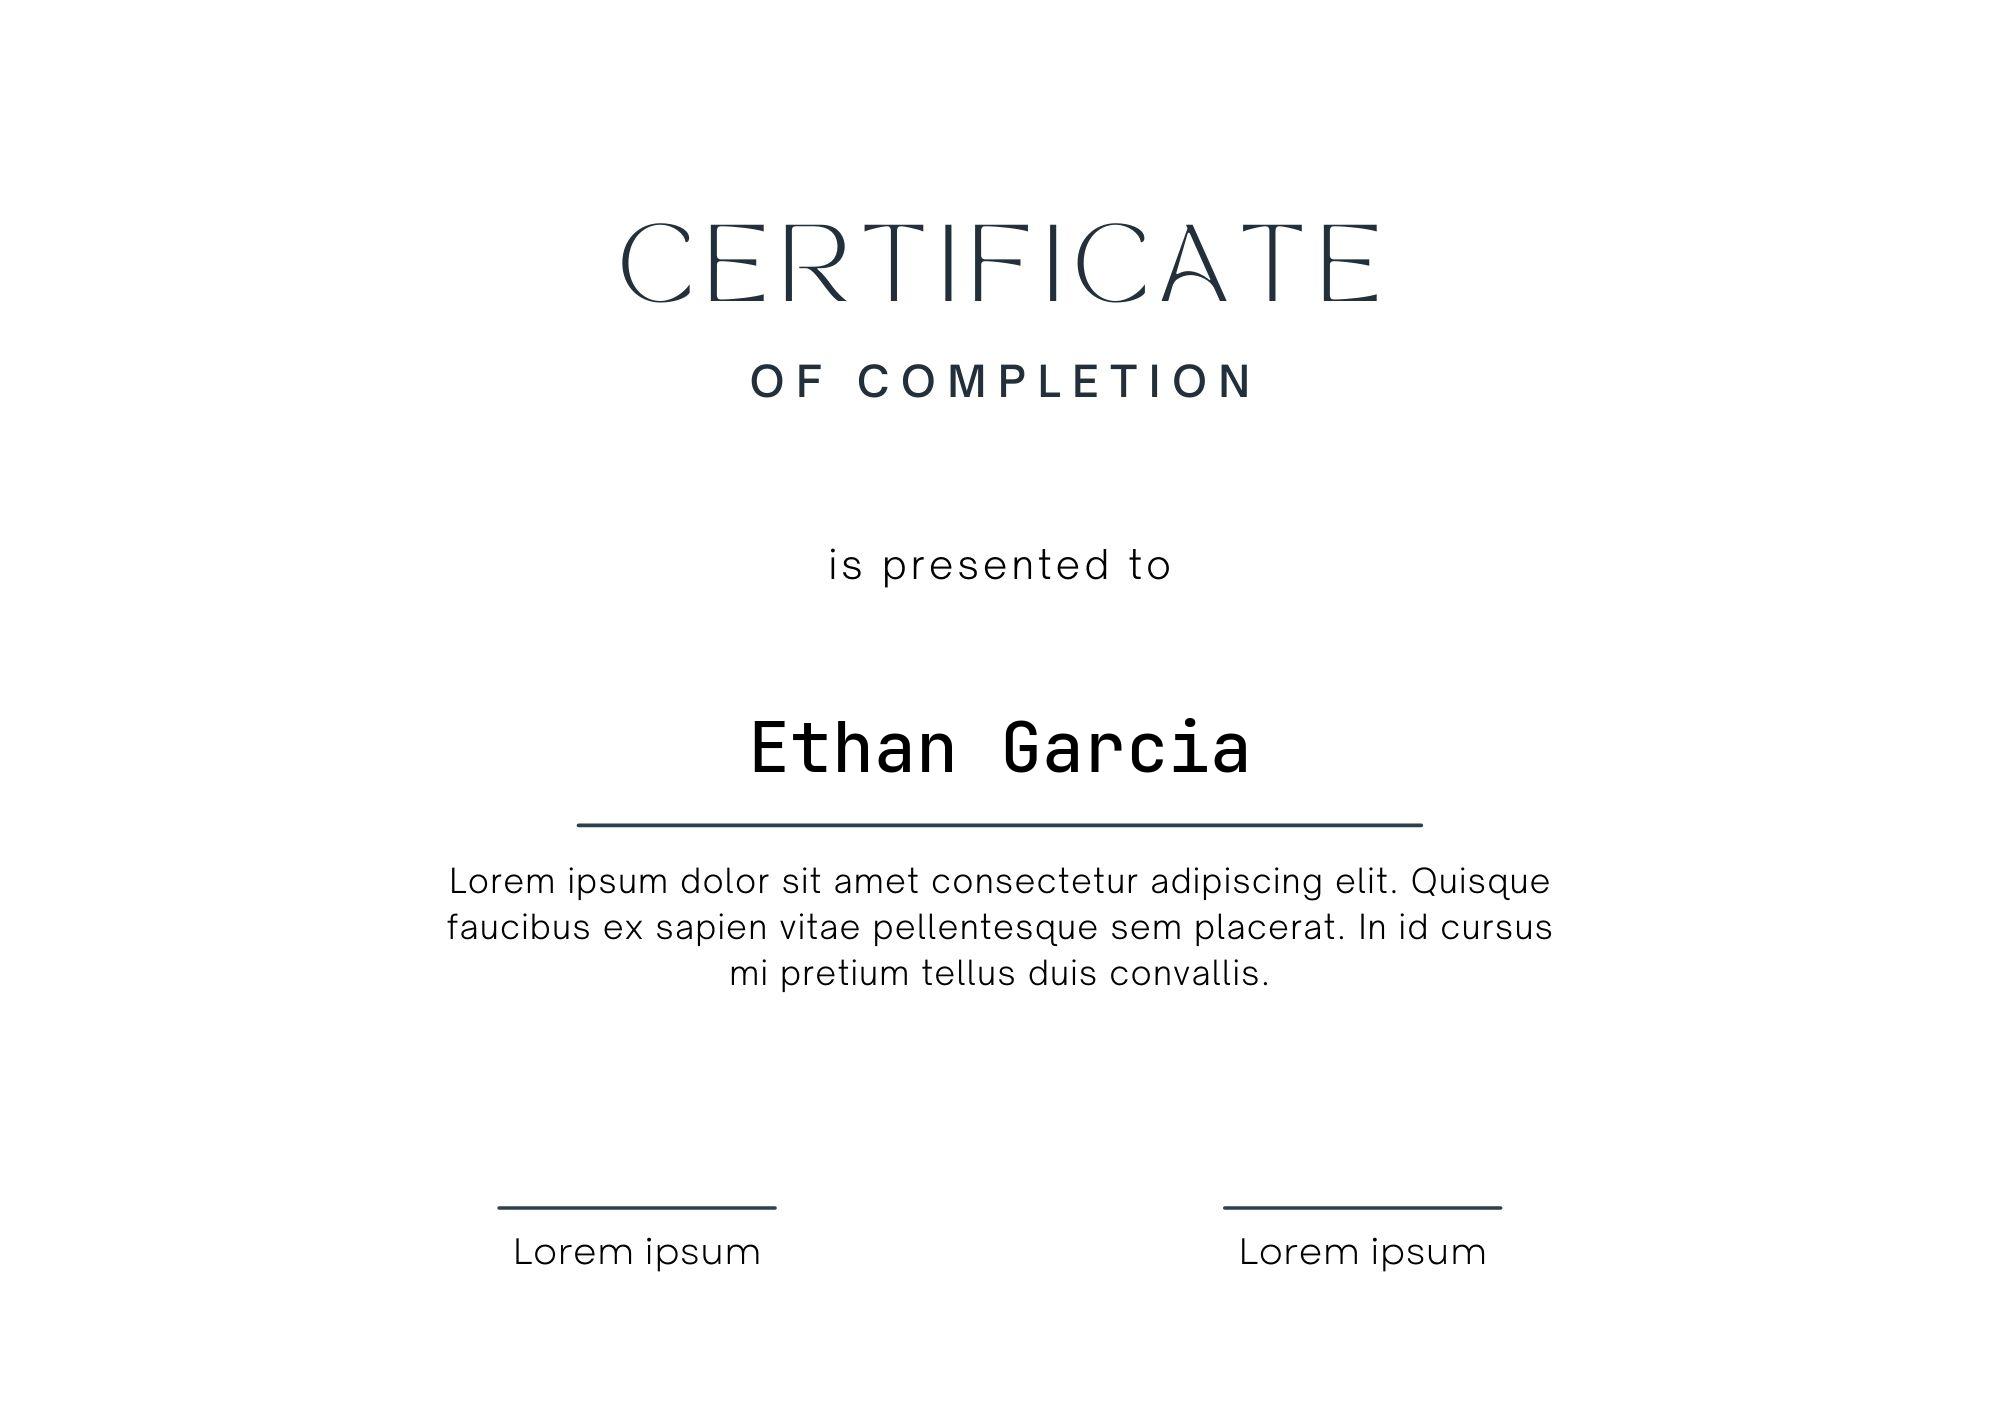 CERTIFICATE
OF COMPLETION
is presented to
Ethan Garcia
Lorem ipsum dolor sit amet consectetur adipiscing elit. Quisque
faucibus ex sapien vitae pellentesque sem placerat. In id cursus
mi pretium tellus duis convallis.
Lorem ipsum
Lorem ipsum